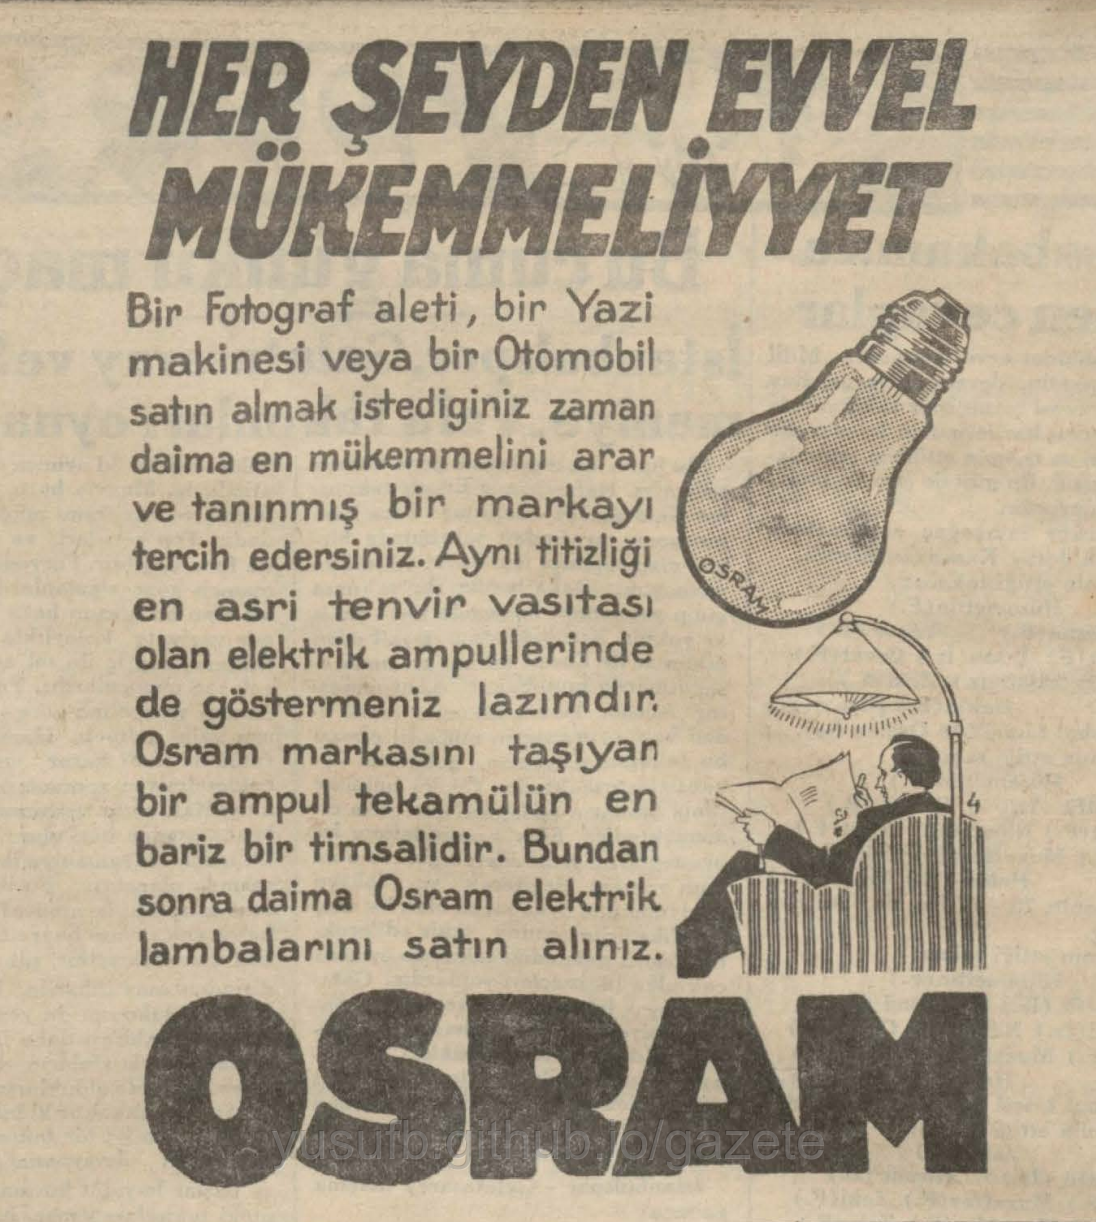 HER ŞEYDEN EVVEL
MÜKEMMELİYYET
Bir Fotograf aleti, bir Yazi
makinesi veya bir Otomobil
satın almak istediginiz zaman
daima en mükemmelini arar
ve tanınmış bir markayı
tercih edersiniz. Aynı titizliği
en asri tenvir vasıtası
olan elektrik ampullerinde
de göstermeniz lazımdır.
Osram markasını taşıyan
bir ampul tekamülün en
bariz bir timsalidir. Bundan
sonra daima Osram elektrik
lambalarını satın alınız.
OSRAM
4
OSRAM
yusufb.github.io/gazete